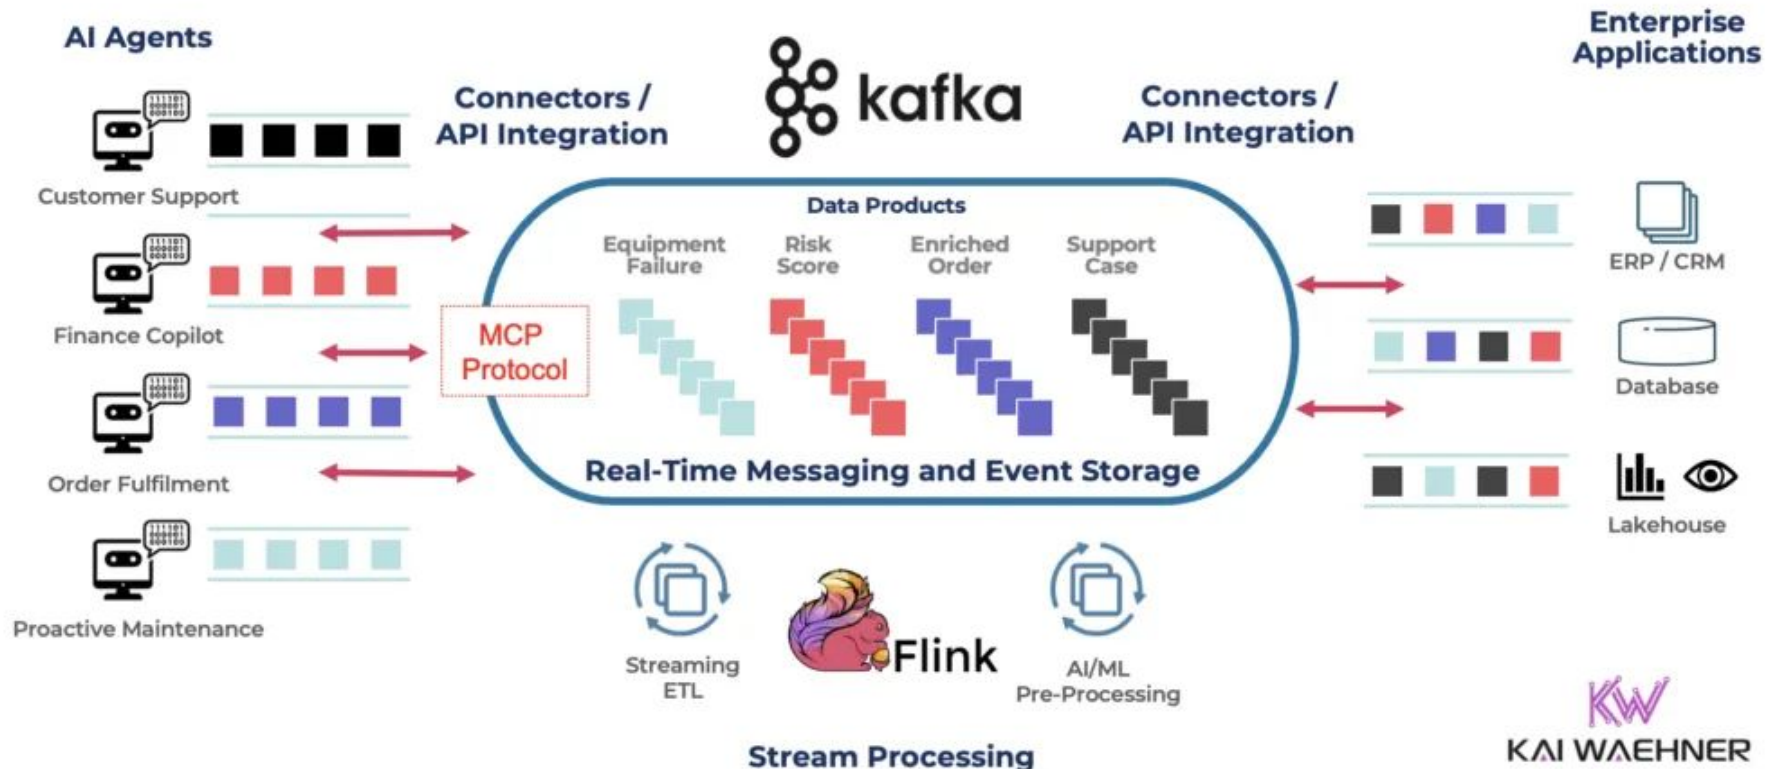 AI Agents
Customer Support
Finance Copilot
Order Fulfilment
Proactive Maintenance
Connectors /
API Integration
kafka
Connectors /
API Integration
Enterprise
Applications
MCP
Protocol
Data Products
Equipment
Failure
Risk
Score
Enriched
Order
Support
Case
Real-Time Messaging and Event Storage
ERP / CRM
Database
Lakehouse
Streaming
ETL
Flink
AI/ML
Pre-Processing
Stream Processing
KW
KAI WAEHNER